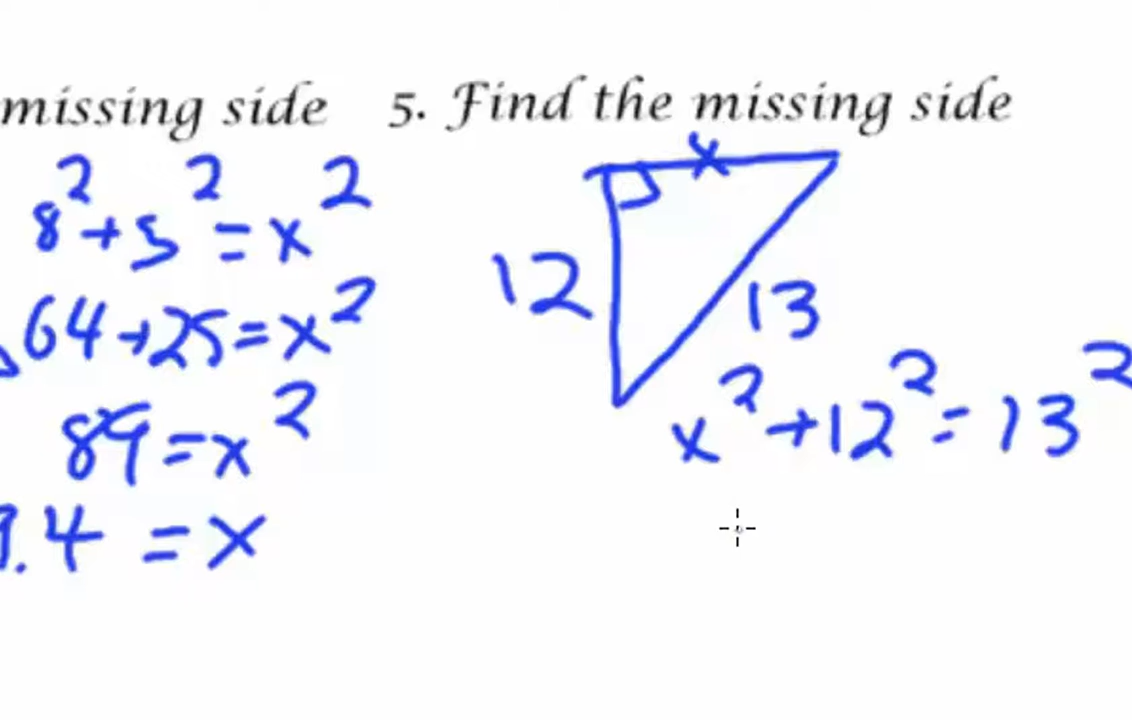 missing side
8² + 5² = x²
64 + 25 = x²
89 = x²
.4 = x
5. Find the missing side
x
12
13
x² + 12² = 13²